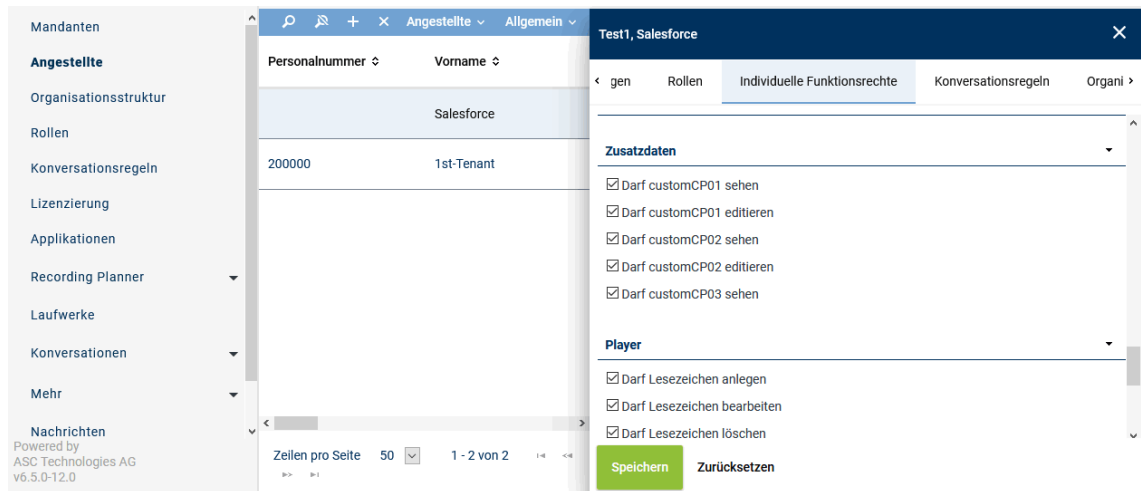 Mandanten
Angestellte
Organisationsstruktur
Rollen
Konversationsregeln
Lizenzierung
Applikationen
Recording Planner
Laufwerke
Konversationen
Mehr
Nachrichten
Powered by
ASC Technologies AG
v6.5.0-12.0
Angestellte Allgemein
Personalnummer Vorname
Salesforce
200000 1st-Tenant
Zeilen pro Seite 50 1 - 2 von 2
Test1, Salesforce
gen Rollen Individuelle Funktionsrechte Konversationsregeln Organi
Zusatzdaten
Darf customCP01 sehen
Darf customCP01 editieren
Darf customCP02 sehen
Darf customCP02 editieren
Darf customCP03 sehen
Player
Darf Lesezeichen anlegen
Darf Lesezeichen bearbeiten
Darf Lesezeichen löschen
Speichern Zurücksetzen